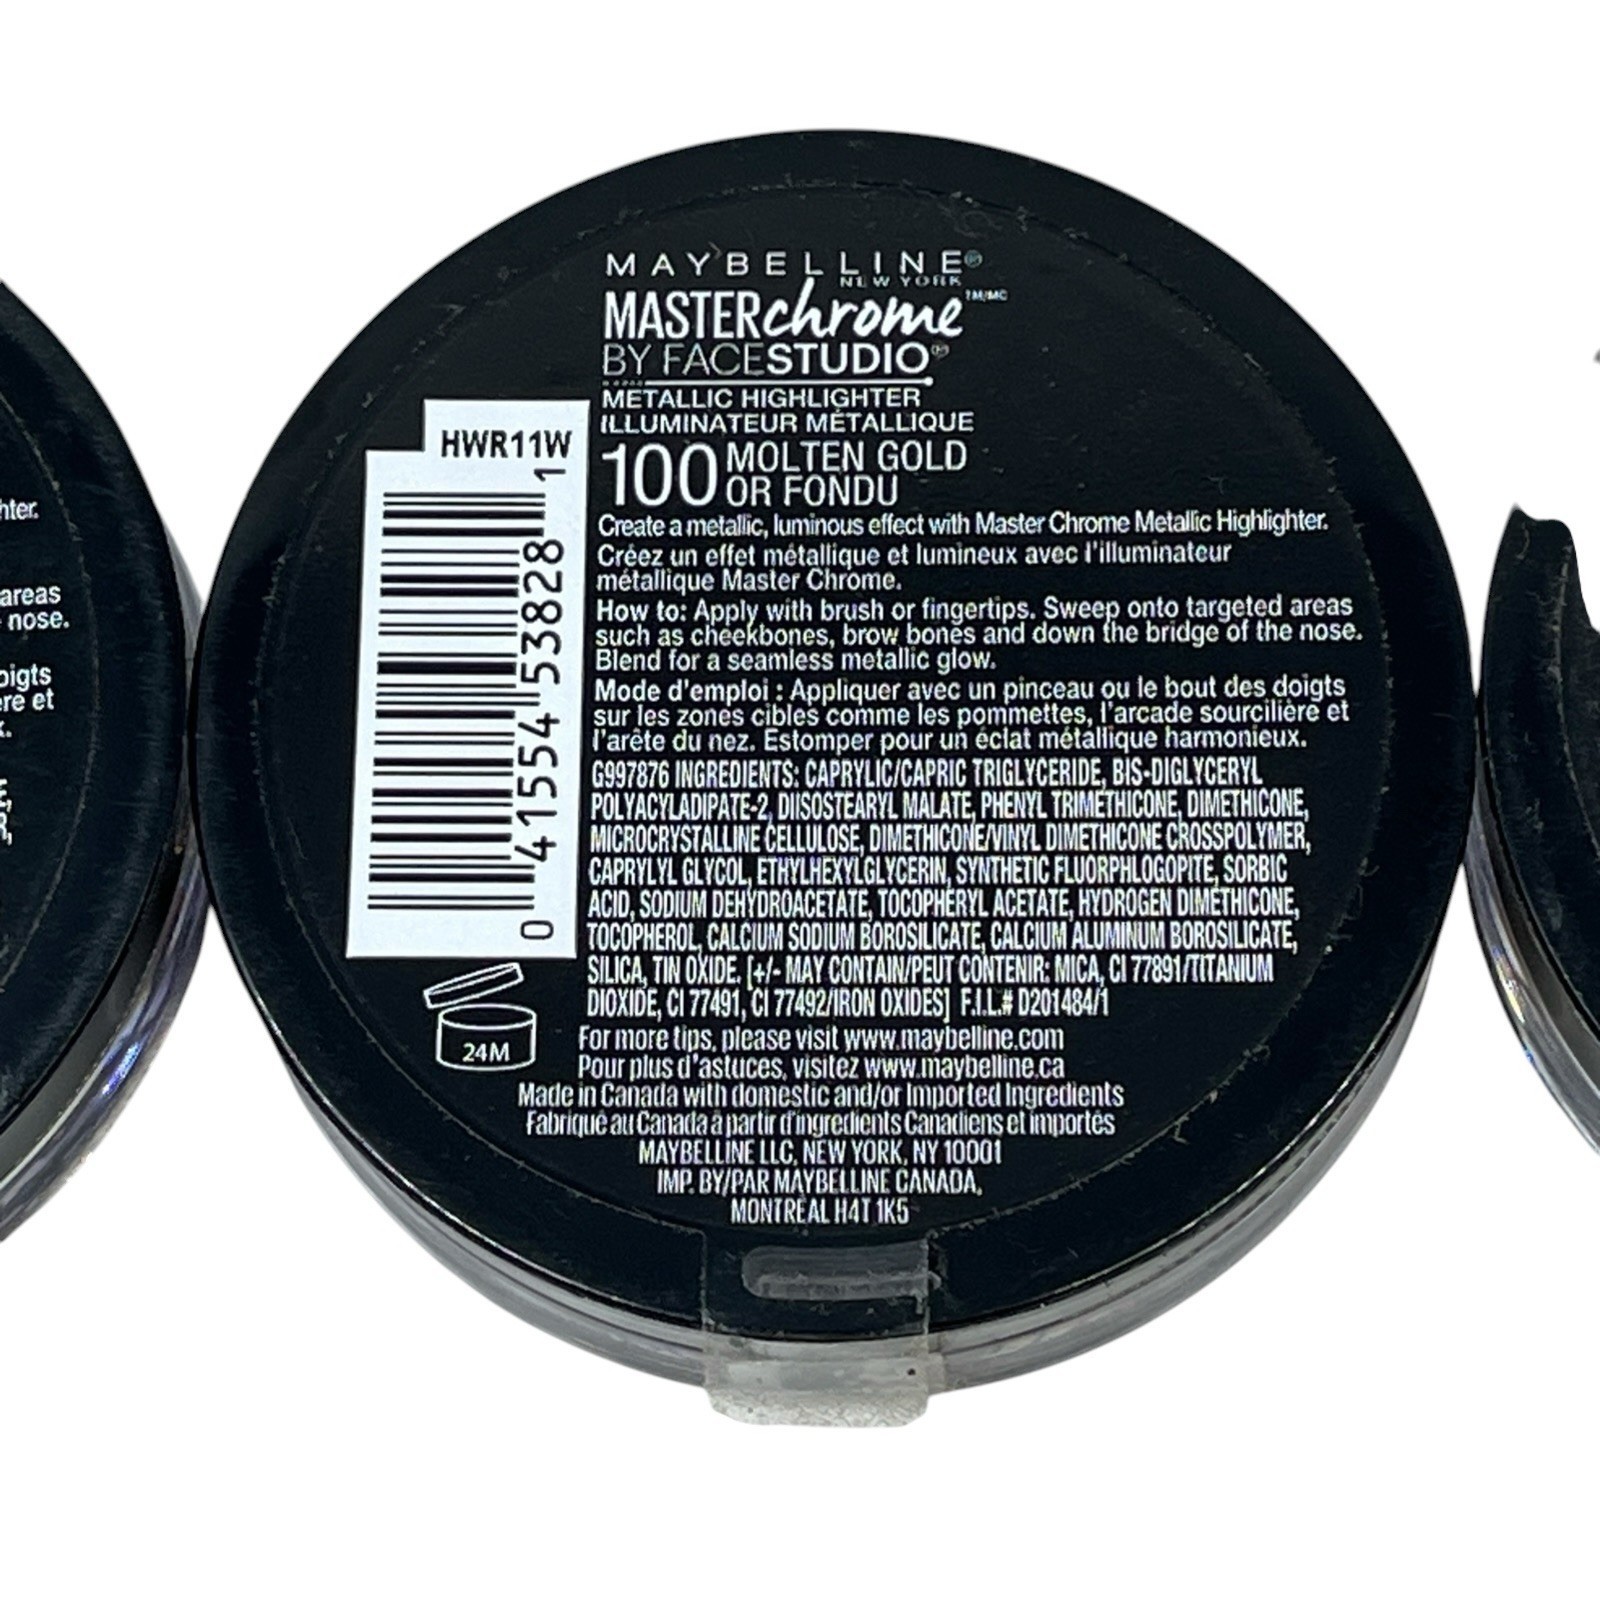 MAYBELLINE®
NEW YORK
MASTERchrome™/MC
BY FACESTUDIO®
METALLIC HIGHLIGHTER
ILLUMINATEUR MÉTALLIQUE
100 MOLTEN GOLD
OR FONDU
Create a metallic, luminous effect with Master Chrome Metallic Highlighter.
Créez un effet métallique et lumineux avec l'illuminateur
métallique Master Chrome.
How to: Apply with brush or fingertips. Sweep onto targeted areas
such as cheekbones, brow bones and down the bridge of the nose.
Blend for a seamless metallic glow.
Mode d'emploi : Appliquer avec un pinceau ou le bout des doigts
sur les zones cibles comme les pommettes, l'arcade sourcilière et
l'arête du nez. Estomper pour un éclat métallique harmonieux.
G997876 INGREDIENTS: CAPRYLIC/CAPRIC TRIGLYCERIDE, BIS-DIGLYCERYL
POLYACYLADIPATE-2, DIISOSTEARYL MALATE, PHENYL TRIMETHICONE, DIMETHICONE,
MICROCRYSTALLINE CELLULOSE, DIMETHICONE/VINYL DIMETHICONE CROSSPOLYMER,
CAPRYLYL GLYCOL, ETHYLHEXYLGLYCERIN, SYNTHETIC FLUORPHLOGOPITE, SORBIC
ACID, SODIUM DEHYDROACETATE, TOCOPHERYL ACETATE, HYDROGEN DIMETHICONE,
TOCOPHEROL, CALCIUM SODIUM BOROSILICATE, CALCIUM ALUMINUM BOROSILICATE,
SILICA, TIN OXIDE. [+/- MAY CONTAIN/PEUT CONTENIR: MICA, CI 77891/TITANIUM
DIOXIDE, CI 77491, CI 77492/IRON OXIDES] F.I.L.# D201484/1
For more tips, please visit www.maybelline.com
Pour plus d'astuces, visitez www.maybelline.ca
Made in Canada with domestic and/or Imported Ingredients
Fabriqué au Canada à partir d'ingredients Canadiens et importés
MAYBELLINE LLC, NEW YORK, NY 10001
IMP. BY/PAR MAYBELLINE CANADA,
MONTRÉAL H4T 1K5
HWR11W
0 41554 53828 1
24M
hter.
areas
nose.
oigts
ère et
x.